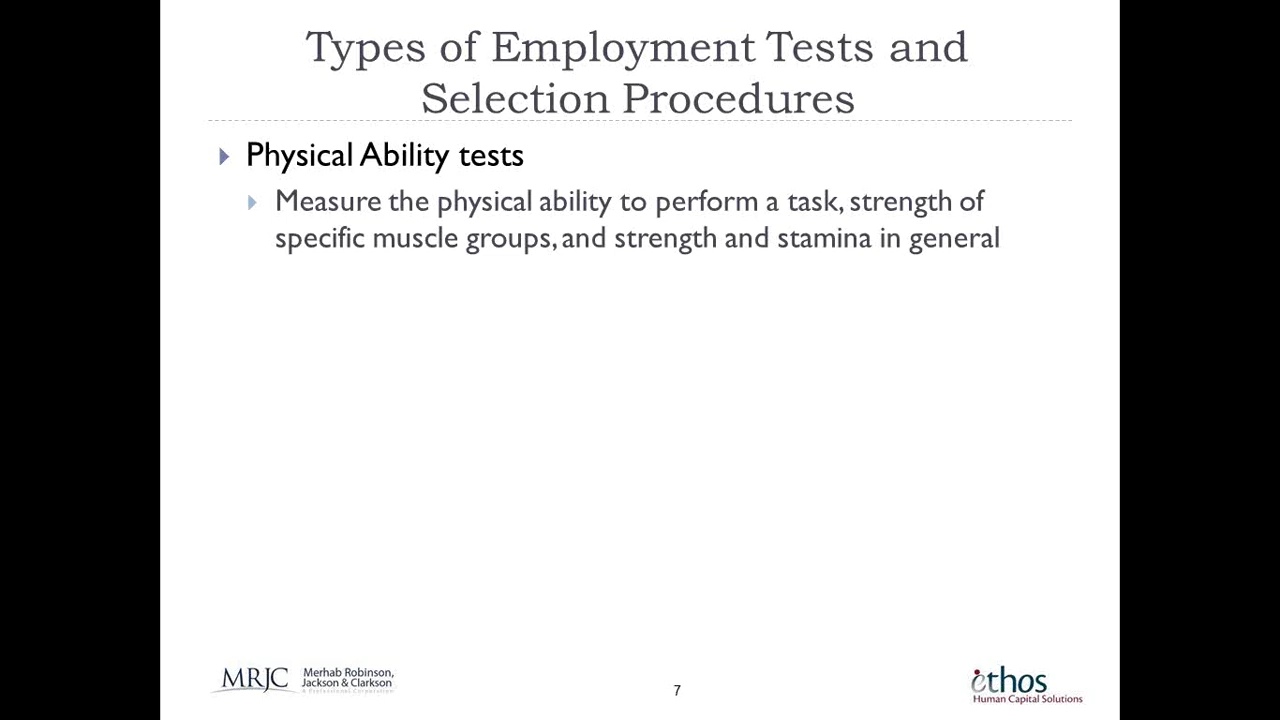 Types of Employment Tests and
Selection Procedures
Physical Ability tests
Measure the physical ability to perform a task, strength of
specific muscle groups, and strength and stamina in general
MRJC
Merhab Robinson,
Jackson & Clarkson
A Professional Corporation
7
ethos
Human Capital Solutions